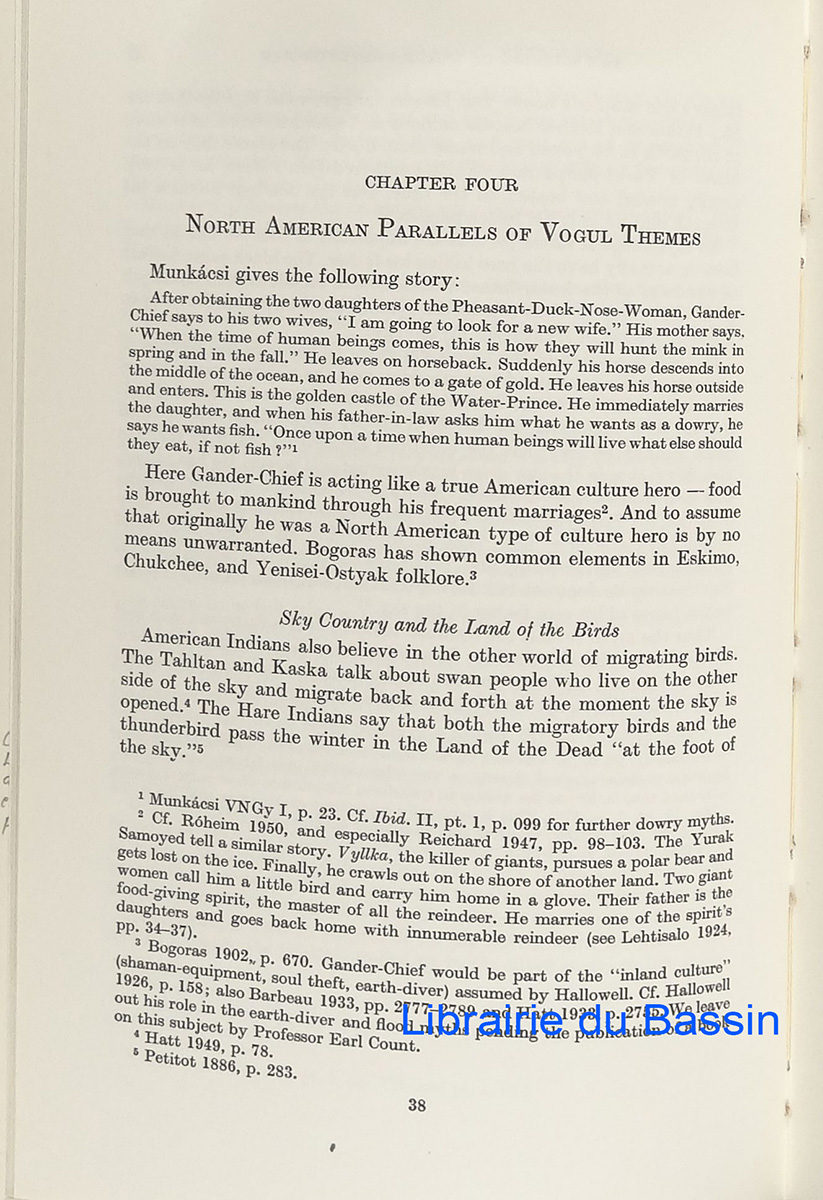 CHAPTER FOUR
North American Parallels of Vogul Themes
Munkácsi gives the following story:
After obtaining the two daughters of the Pheasant-Duck-Nose-Woman, Gander-
Chief says to his two wives, “I am going to look for a new wife.” His mother says,
“When the time of human beings comes, this is how they will hunt the mink in
spring and in the fall.” He leaves on horseback. Suddenly his horse descends into
the middle of the ocean, and he comes to a gate of gold. He leaves his horse outside
and enters. This is the golden castle of the Water-Prince. He immediately marries
the daughter, and when his father-in-law asks him what he wants as a dowry, he
says he wants fish. “Once upon a time when human beings will live what else should
they eat, if not fish?”¹
Here Gander-Chief is acting like a true American culture hero — food
is brought to mankind through his frequent marriages². And to assume
that originally he was a North American type of culture hero is by no
means unwarranted. Bogoras has shown common elements in Eskimo,
Chukchee, and Yenisei-Ostyak folklore.³
Sky Country and the Land of the Birds
American Indians also believe in the other world of migrating birds.
The Tahltan and Kaska talk about swan people who live on the other
side of the sky and migrate back and forth at the moment the sky is
opened.⁴ The Hare Indians say that both the migratory birds and the
thunderbird pass the winter in the Land of the Dead “at the foot of
the sky.”⁵
¹ Munkácsi VNGy I, p. 23. Cf. Ibid. II, pt. 1, p. 099 for further dowry myths.
² Cf. Róheim 1950, and especially Reichard 1947, pp. 98–103. The Yurak
Samoyed tell a similar story. Vyllka, the killer of giants, pursues a polar bear and
gets lost on the ice. Finally, he crawls out on the shore of another land. Two giant
women call him a little bird and carry him home in a glove. Their father is the
food-giving spirit, the master of all the reindeer. He marries one of the spirit's
daughters and goes back home with innumerable reindeer (see Lehtisalo 1924,
pp. 34–37).
³ Bogoras 1902, p. 670. Gander-Chief would be part of the “inland culture”
(shaman-equipment, soul theft, earth-diver) assumed by Hallowell. Cf. Hallowell
1926, p. 158; also Barbeau 1933, pp. and Hatt p. We leave
out his role in the earth-diver and flood myths pending the publication of a book
on this subject by Professor Earl Count.
⁴ Hatt 1949, p. 78.
⁵ Petitot 1886, p. 283.
Librairie du Bassin
38